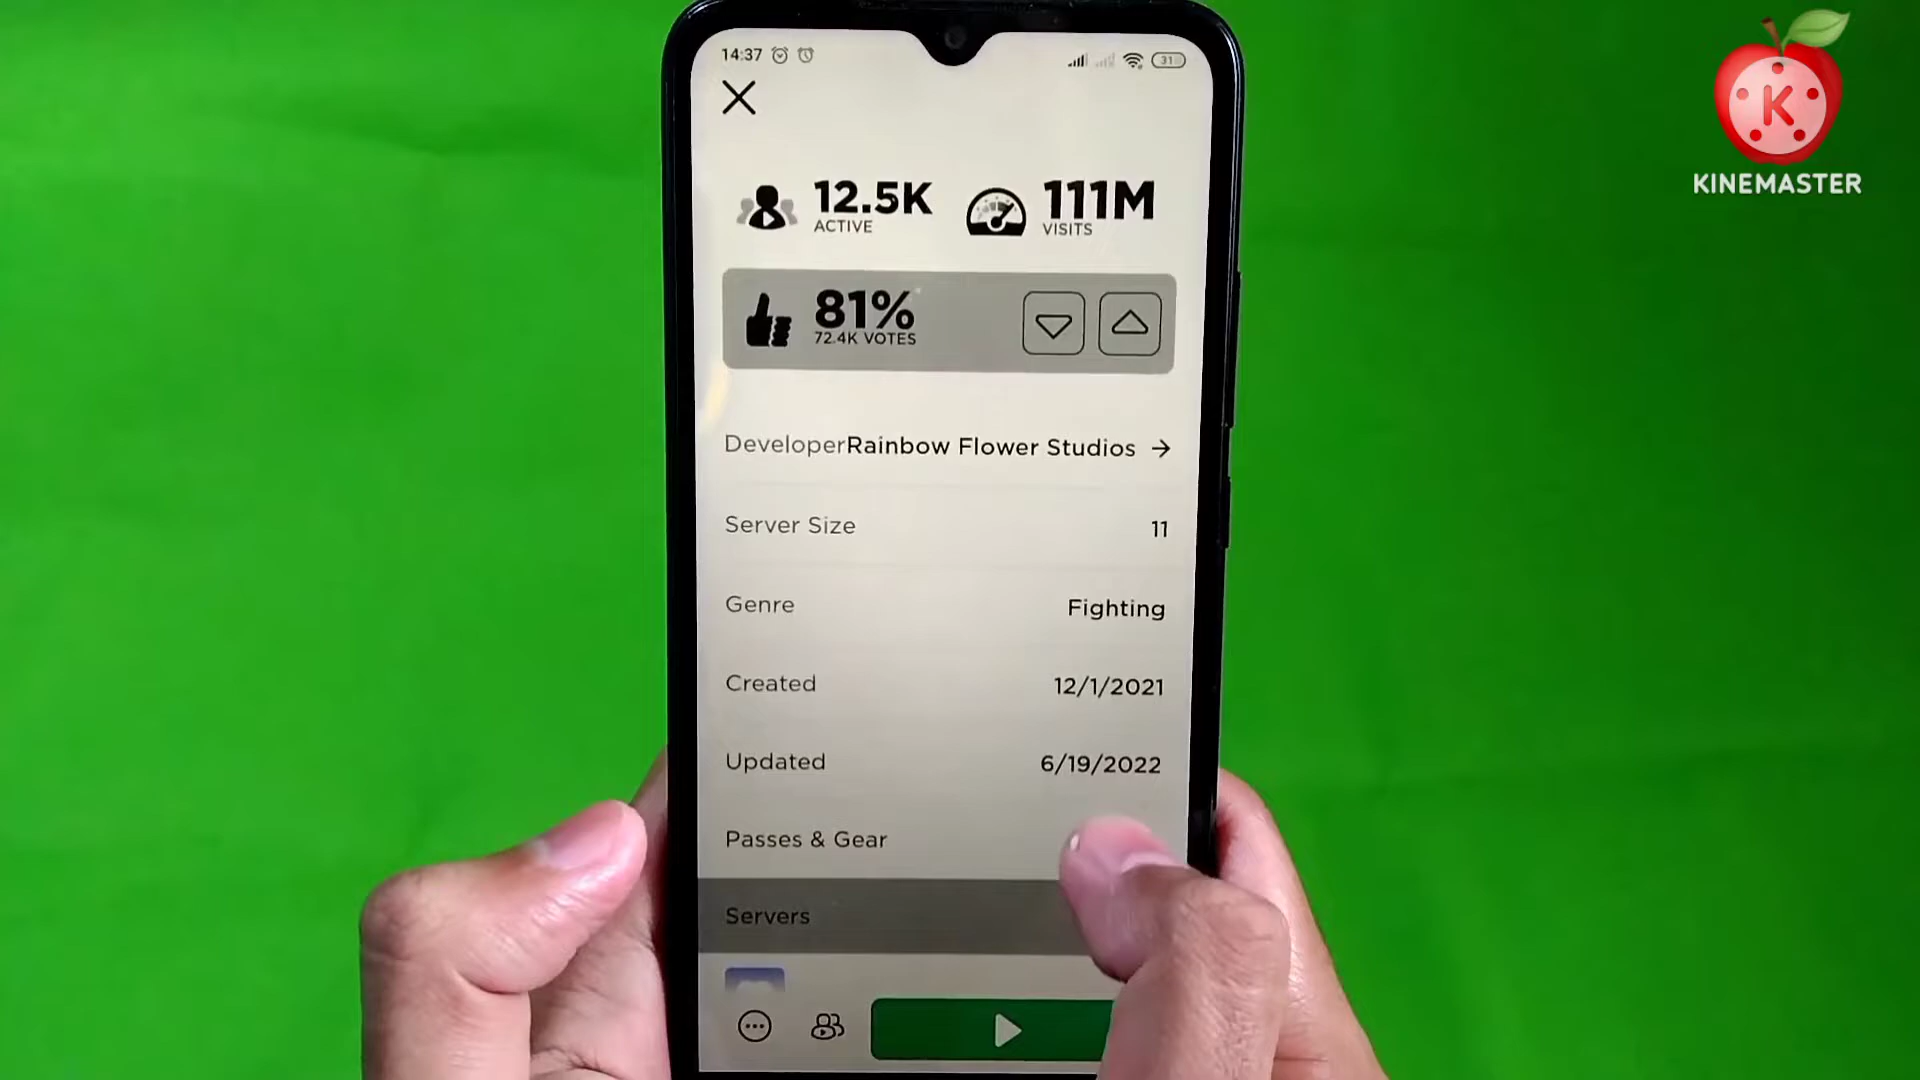 14:37
31
K
KINEMASTER
12.5K
ACTIVE
111M
VISITS
81%
72.4K VOTES
Developer Rainbow Flower Studios
Server Size 11
Genre Fighting
Created 12/1/2021
Updated 6/19/2022
Passes & Gear
Servers